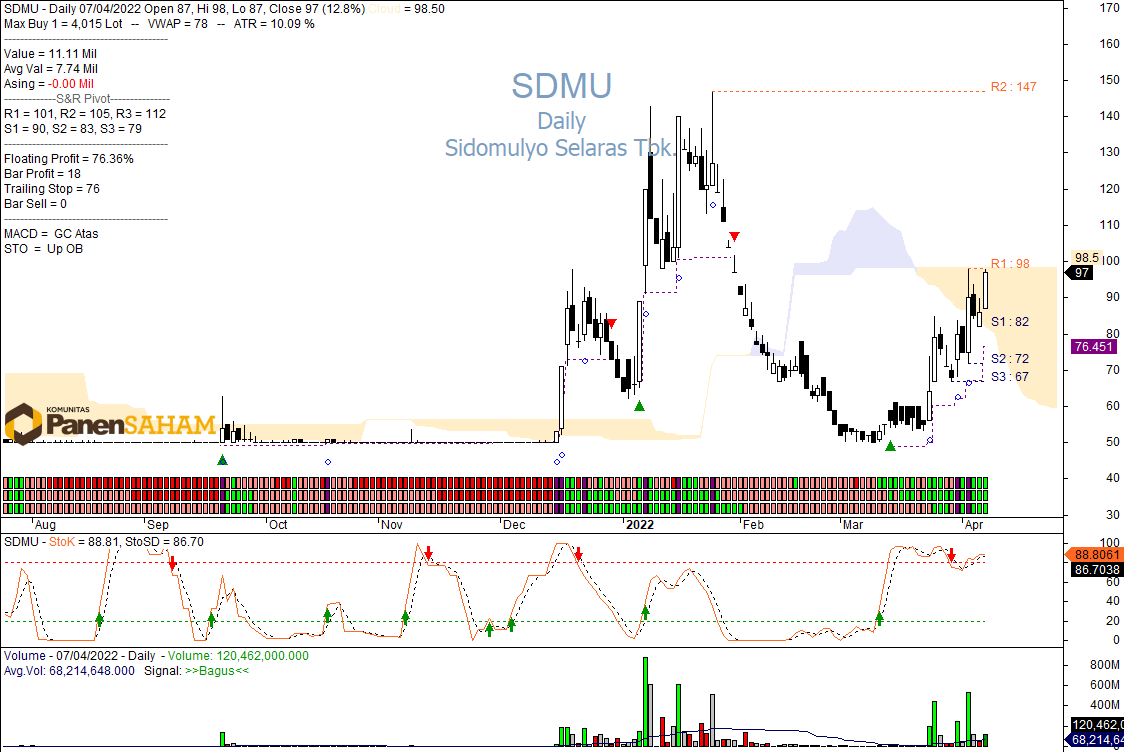 SDMU - Daily 07/04/2022 Open 87, Hi 98, Lo 87, Close 97 (12.8%) Cloud = 98.50
Max Buy 1 = 4,015 Lot -- VWAP = 78 -- ATR = 10.09 %
Value = 11.11 Mil
Avg Val = 7.74 Mil
Asing = -0.00 Mil
-------------S&R Pivot---------------
R1 = 101, R2 = 105, R3 = 112
S1 = 90, S2 = 83, S3 = 79
Floating Profit = 76.36%
Bar Profit = 18
Trailing Stop = 76
Bar Sell = 0
MACD = GC Atas
STO = Up OB
SDMU
Daily
Sidomulyo Selaras Tbk.
KOMUNITAS
PanenSAHAM
R2 : 147
R1 : 98
S1 : 82
S2 : 72
S3 : 67
170
160
150
140
130
120
110
100
98.5
97
90
80
76.451
70
60
50
40
30
Aug Sep Oct Nov Dec 2022 Feb Mar Apr
SDMU - StoK = 88.81, StoSD = 86.70
100
88.8061
86.7038
60
40
20
0
Volume - 07/04/2022 - Daily - Volume: 120,462,000.000
Avg.Vol: 68,214,648.000 Signal: >>Bagus<<
800M
600M
400M
120,462,0
68,214,64